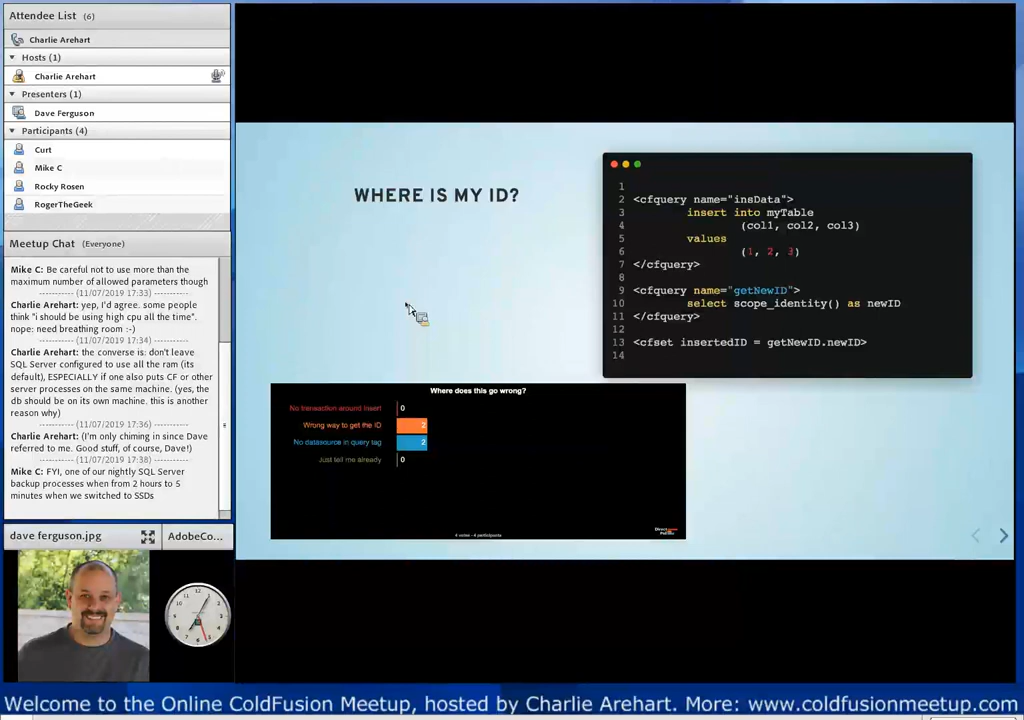 Attendee List (6)
Charlie Arehart
Hosts (1)
Charlie Arehart
Presenters (1)
Dave Ferguson
Participants (4)
Curt
Mike C
Rocky Rosen
RogerTheGeek
Meetup Chat (Everyone)
Mike C: Be careful not to use more than the
maximum number of allowed parameters though
---------- (11/07/2019 17:33) ----------
Charlie Arehart: yep, I'd agree. some people
think "i should be using high cpu all the time".
nope: need breathing room :-)
---------- (11/07/2019 17:34) ----------
Charlie Arehart: the converse is: don't leave
SQL Server configured to use all the ram (its
default), ESPECIALLY if one also puts CF or other
server processes on the same machine. (yes, the
db should be on its own machine. this is another
reason why)
---------- (11/07/2019 17:36) ----------
Charlie Arehart: (I'm only chiming in since Dave
referred to me. Good stuff, of course, Dave!)
---------- (11/07/2019 17:38) ----------
Mike C: FYI, one of our nightly SQL Server
backup processes when from 2 hours to 5
minutes when we switched to SSDs
dave ferguson.jpg
AdobeCo...
WHERE IS MY ID?
1
2 <cfquery name="insData">
3 insert into myTable
4 (col1, col2, col3)
5 values
6 (1, 2, 3)
7 </cfquery>
8
9 <cfquery name="getNewID">
10 select scope_identity() as newID
11 </cfquery>
12
13 <cfset insertedID = getNewID.newID>
14
Where does this go wrong?
No transaction around insert 0
Wrong way to get the ID 2
No datasource in query tag 2
Just tell me already 0
4 votes - 4 participants
Welcome to the Online ColdFusion Meetup, hosted by Charlie Arehart. More: www.coldfusionmeetup.com